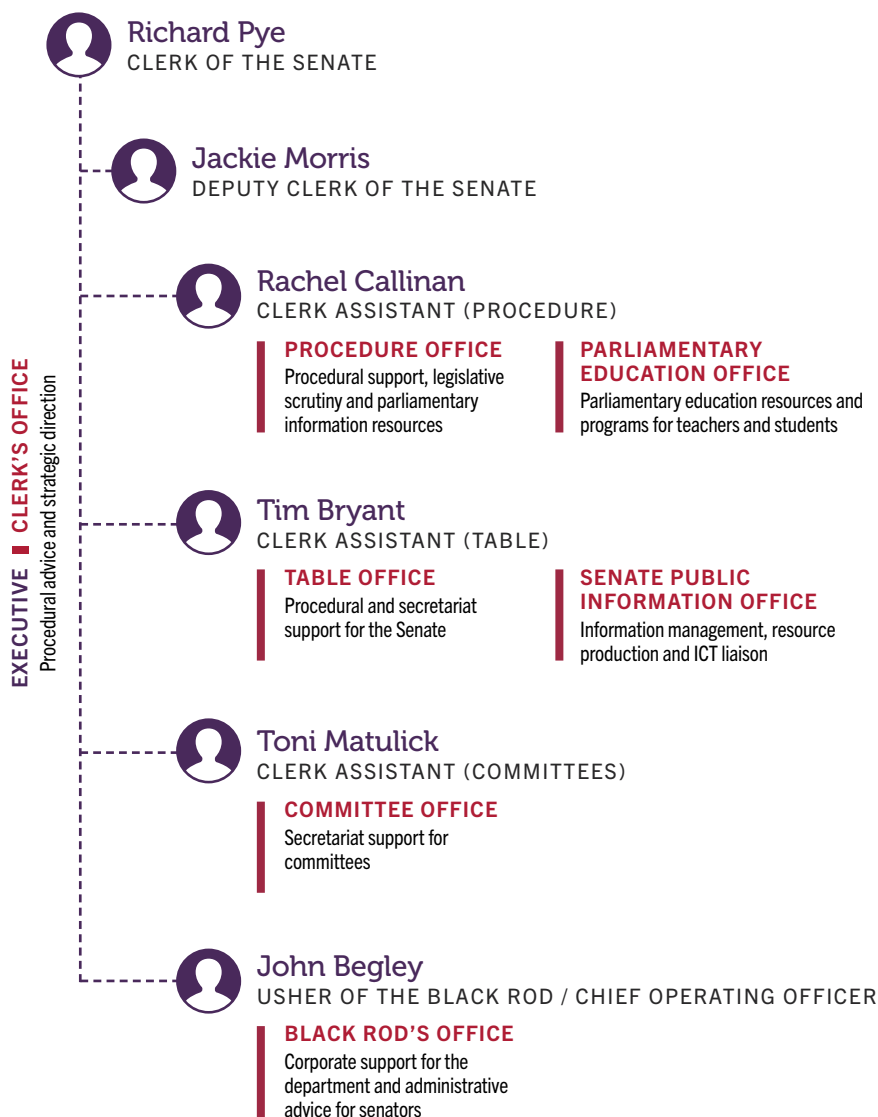 Richard Pye
CLERK OF THE SENATE
Jackie Morris
DEPUTY CLERK OF THE SENATE
Rachel Callinan
CLERK ASSISTANT (PROCEDURE)
PROCEDURE OFFICE
Procedural support, legislative
scrutiny and parliamentary
information resources
PARLIAMENTARY
EDUCATION OFFICE
Parliamentary education resources and
programs for teachers and students
EXECUTIVE CLERK'S OFFICE
Procedural advice and strategic direction
Tim Bryant
CLERK ASSISTANT (TABLE)
TABLE OFFICE
Procedural and secretariat
support for the Senate
SENATE PUBLIC
INFORMATION OFFICE
Information management, resource
production and ICT liaison
Toni Matulick
CLERK ASSISTANT (COMMITTEES)
COMMITTEE OFFICE
Secretariat support for
committees
John Begley
USHER OF THE BLACK ROD / CHIEF OPERATING OFFICER
BLACK ROD'S OFFICE
Corporate support for the
department and administrative
advice for senators